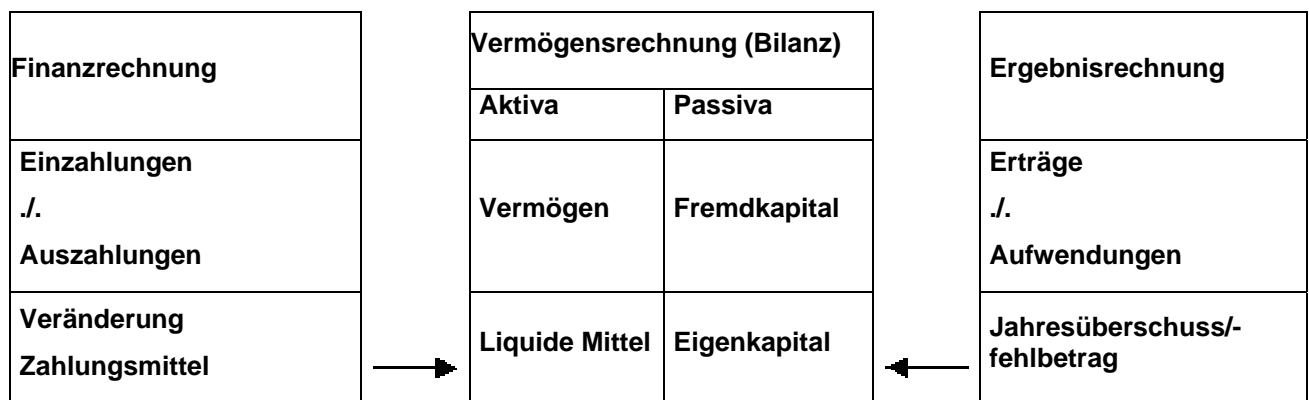 Finanzrechnung
Einzahlungen
./.
Auszahlungen
Veränderung
Zahlungsmittel
Vermögensrechnung (Bilanz)
Aktiva Passiva
Vermögen Fremdkapital
Liquide Mittel Eigenkapital
Ergebnisrechnung
Erträge
./.
Aufwendungen
Jahresüberschuss/-
fehlbetrag